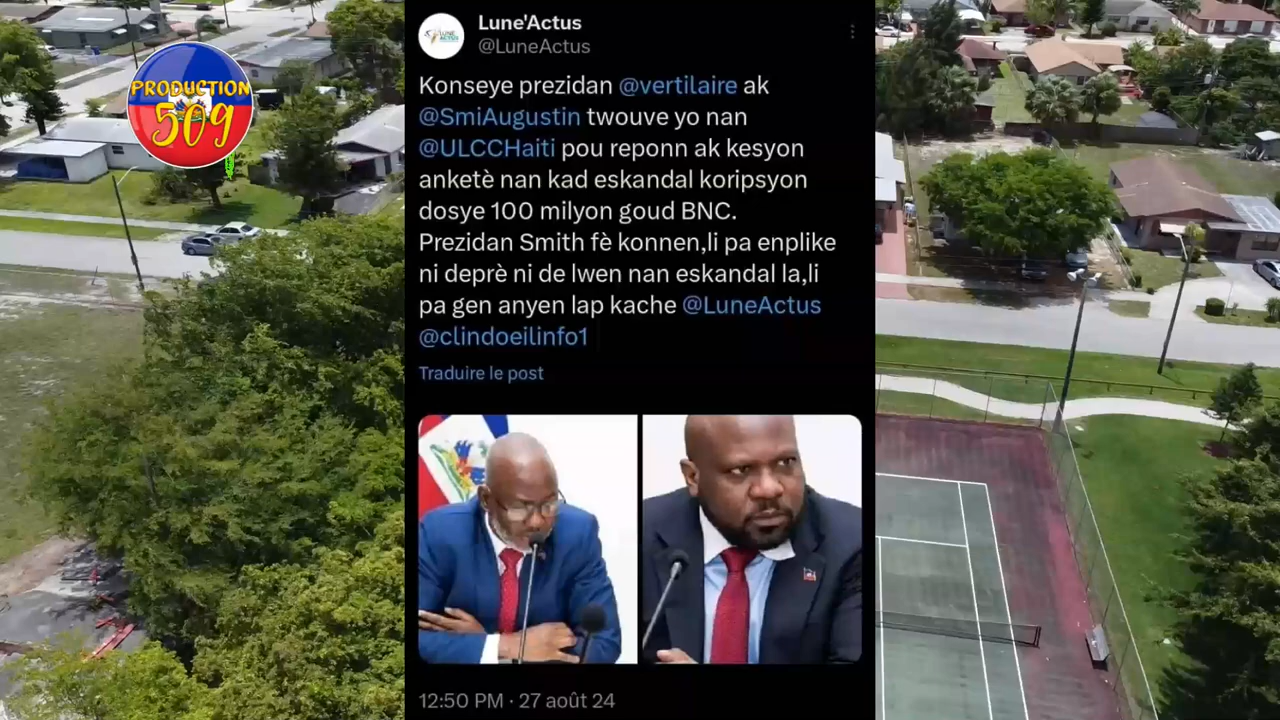 PRODUCTION
509
Lune'Actus
@LuneActus
Konseye prezidan @vertilaire ak
@SmiAugustin twouve yo nan
@ULCCHaiti pou reponn ak kesyon
anketè nan kad eskandal koripsyon
dosye 100 milyon goud BNC.
Prezidan Smith fè konnen,li pa enplike
ni deprè ni de lwen nan eskandal la,li
pa gen anyen lap kache @LuneActus
@clindoeilinfo1
Traduire le post
12:50 PM · 27 août 24